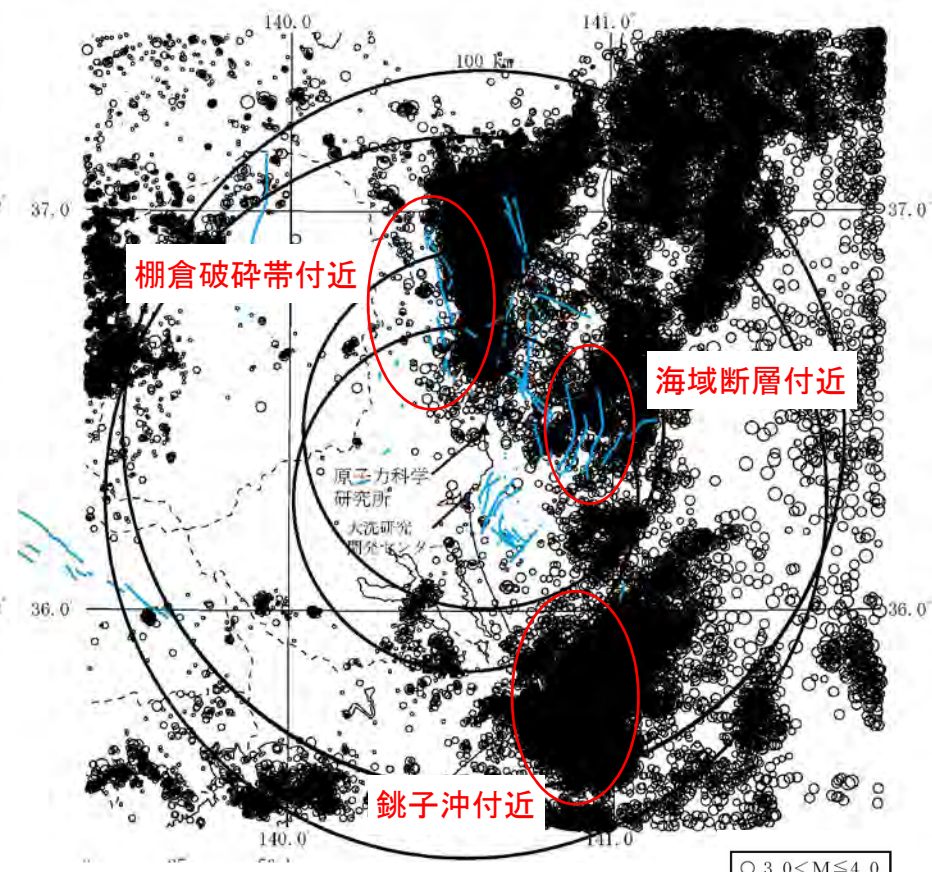 140.0° 141.0°
100 km
37.0° 37.0°
棚倉破砕帯付近
海域断層付近
原子力科学
研究所
大洗研究
開発センター
36.0° 36.0°
銚子沖付近
140.0° 141.0°
○ 3.0<M≦4.0